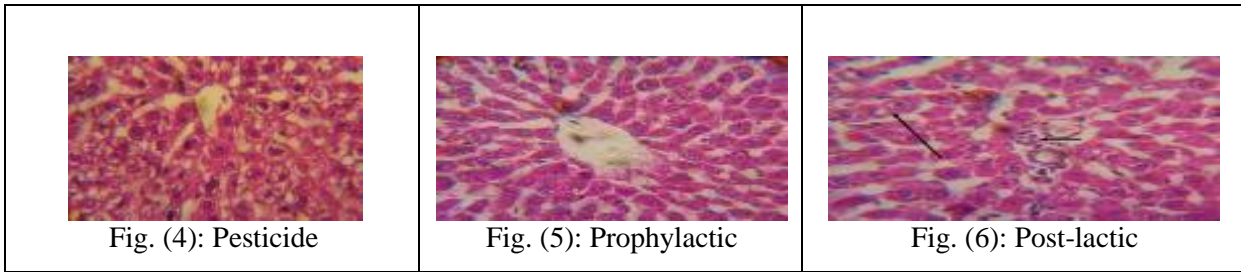 Fig. (4): Pesticide
Fig. (5): Prophylactic
Fig. (6): Post-lactic